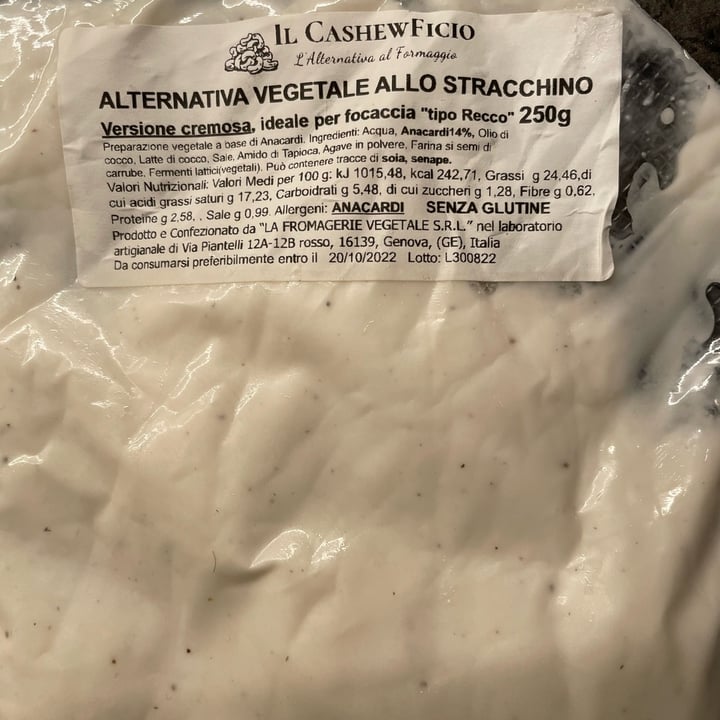 IL CASHEWFICIO
L'Alternativa al Formaggio
ALTERNATIVA VEGETALE ALLO STRACCHINO
Versione cremosa, ideale per focaccia "tipo Recco" 250g
Preparazione vegetale a base di Anacardi. Ingredienti: Acqua, Anacardi14%, Olio di
cocco, Latte di cocco, Sale, Amido di Tapioca, Agave in polvere, Farina si semi di
carrube, Fermenti lattici(vegetali). Può contenere tracce di soia, senape.
Valori Nutrizionali: Valori Medi per 100 g: kJ 1015,48, kcal 242,71, Grassi g 24,46,di
cui acidi grassi saturi g 17,23, Carboidrati g 5,48, di cui zuccheri g 1,28, Fibre g 0,62.
Proteine g 2,58, . Sale g 0,99. Allergeni: ANACARDI SENZA GLUTINE
Prodotto e Confezionato da "LA FROMAGERIE VEGETALE S.R.L." nel laboratorio
artigianale di Via Piantelli 12A-12B rosso, 16139, Genova, (GE), Italia
Da consumarsi preferibilmente entro il 20/10/2022 Lotto: L300822